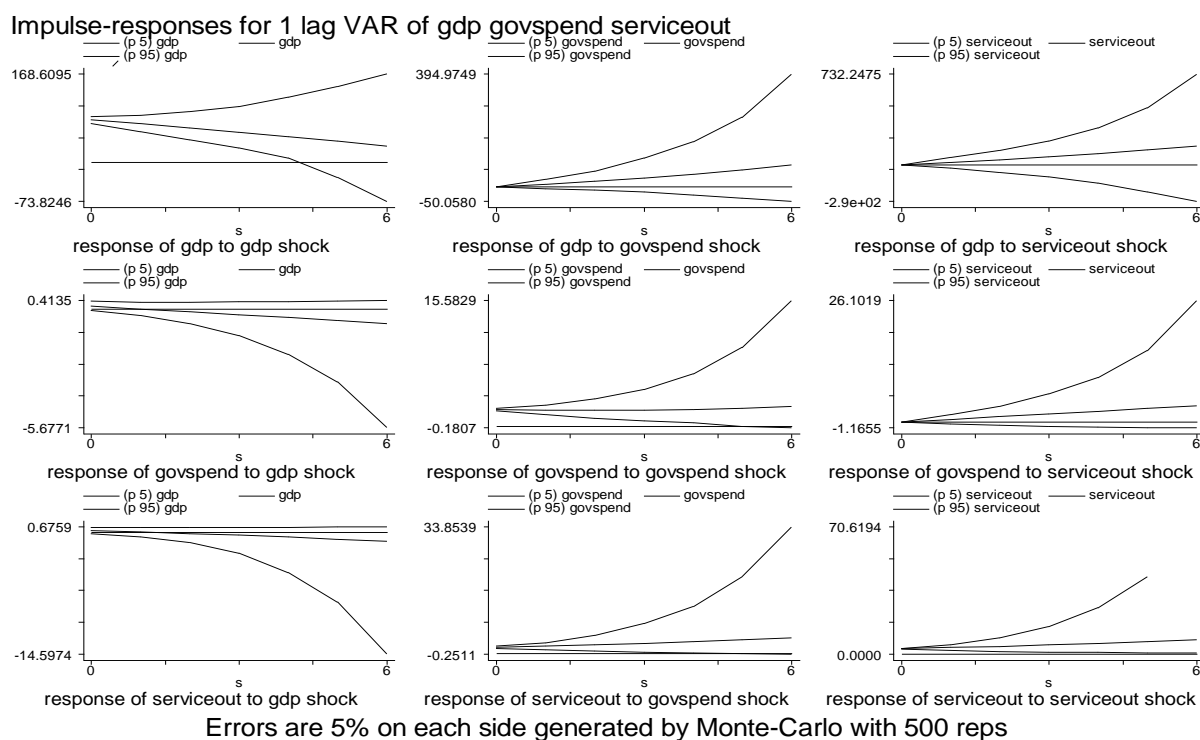 Impulse-responses for 1 lag VAR of gdp govspend serviceout
(p 5) gdp gdp
(p 95) gdp
168.6095
-73.8246
0 6
s
response of gdp to gdp shock
(p 5) govspend govspend
(p 95) govspend
394.9749
-50.0580
0 6
s
response of gdp to govspend shock
(p 5) serviceout serviceout
(p 95) serviceout
732.2475
-2.9e+02
0 6
s
response of gdp to serviceout shock
(p 5) gdp gdp
(p 95) gdp
0.4135
-5.6771
0 6
s
response of govspend to gdp shock
(p 5) govspend govspend
(p 95) govspend
15.5829
-0.1807
0 6
s
response of govspend to govspend shock
(p 5) serviceout serviceout
(p 95) serviceout
26.1019
-1.1655
0 6
s
response of govspend to serviceout shock
(p 5) gdp gdp
(p 95) gdp
0.6759
-14.5974
0 6
s
response of serviceout to gdp shock
(p 5) govspend govspend
(p 95) govspend
33.8539
-0.2511
0 6
s
response of serviceout to govspend shock
(p 5) serviceout serviceout
(p 95) serviceout
70.6194
0.0000
0 6
s
response of serviceout to serviceout shock
Errors are 5% on each side generated by Monte-Carlo with 500 reps